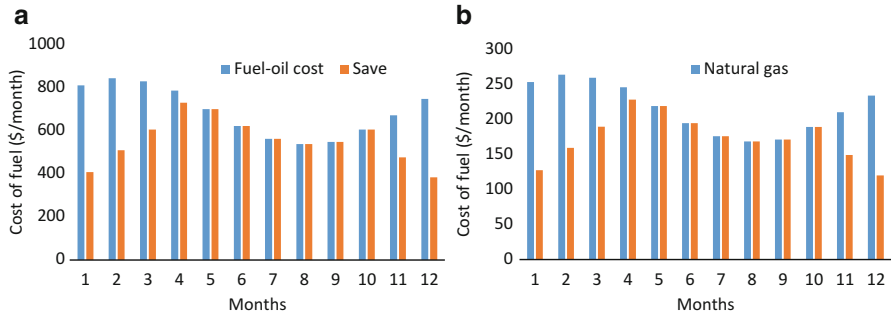 a
Cost of fuel ($/month)
1000
800
600
400
200
0
Fuel-oil cost Save
1 2 3 4 5 6 7 8 9 10 11 12
Months
b
Cost of fuel ($/month)
300
250
200
150
100
50
0
Natural gas
1 2 3 4 5 6 7 8 9 10 11 12
Months